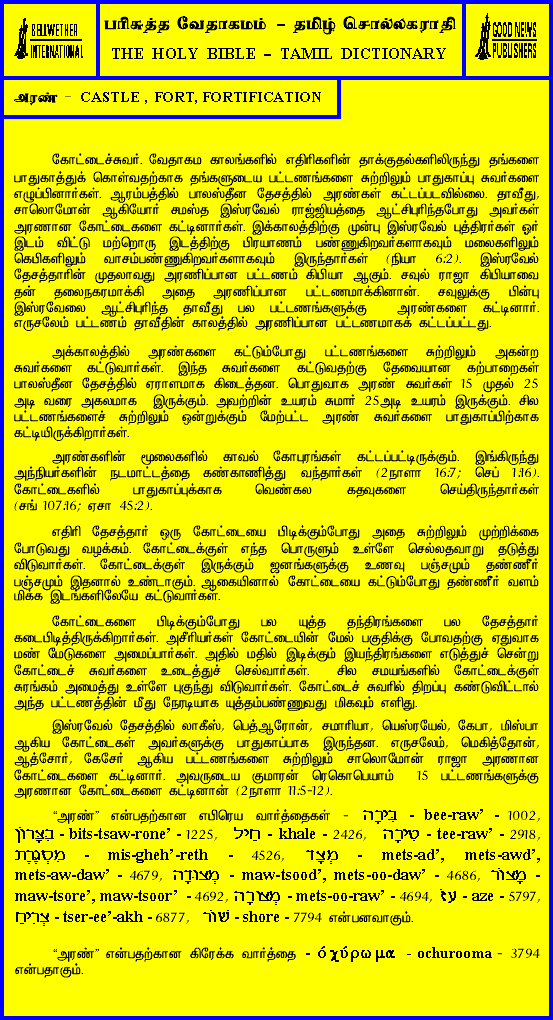 BELLWETHER
INTERNATIONAL
பரிசுத்த வேதாகமம் – தமிழ் சொல்லகராதி
THE HOLY BIBLE – TAMIL DICTIONARY
GOOD NEWS
PUBLISHERS
அரண் – CASTLE , FORT, FORTIFICATION
கோட்டைச்சுவர். வேதாகம காலங்களில் எதிரிகளின் தாக்குதல்களிலிருந்து தங்களை
பாதுகாத்துக் கொள்வதற்காக தங்களுடைய பட்டணங்களை சுற்றிலும் பாதுகாப்பு சுவர்களை
எழுப்பினார்கள். ஆரம்பத்தில் பாலஸ்தீன தேசத்தில் அரண்கள் கட்டப்படவில்லை. தாவீது,
சாலொமோன் ஆகியோர் சமஸ்த இஸ்ரவேல் ராஜ்ஜியத்தை ஆட்சிபுரிந்தபோது அவர்கள்
அரணான கோட்டைகளை கட்டினார்கள். இக்காலத்திற்கு முன்பு இஸ்ரவேல் புத்திரர்கள் ஓர்
இடம் விட்டு மற்றொரு இடத்திற்கு பிரயாணம் பண்ணுகிறவர்களாகவும் மலைகளிலும்
கெபிகளிலும் வாசம்பண்ணுகிறவர்களாகவும் இருந்தார்கள் (நியா 6:2). இஸ்ரவேல்
தேசத்தாரின் முதலாவது அரணிப்பான பட்டணம் கிபியா ஆகும். சவுல் ராஜா கிபியாவை
தன் தலைநகரமாக்கி அதை அரணிப்பான பட்டணமாக்கினான். சவுலுக்கு பின்பு
இஸ்ரவேலை ஆட்சிபுரிந்த தாவீது பல பட்டணங்களுக்கு அரண்களை கட்டினார்.
எருசலேம் பட்டணம் தாவீதின் காலத்தில் அரணிப்பான பட்டணமாகக் கட்டப்பட்டது.
அக்காலத்தில் அரண்களை கட்டும்போது பட்டணங்களை சுற்றிலும் அகன்ற
சுவர்களை கட்டுவார்கள். இந்த சுவர்களை கட்டுவதற்கு தேவையான கற்பாறைகள்
பாலஸ்தீன தேசத்தில் ஏராளமாக கிடைத்தன. பொதுவாக அரண் சுவர்கள் 15 முதல் 25
அடி வரை அகலமாக இருக்கும். அவற்றின் உயரம் சுமார் 25அடி உயரம் இருக்கும். சில
பட்டணங்களைச் சுற்றிலும் ஒன்றுக்கும் மேற்பட்ட அரண் சுவர்களை பாதுகாப்பிற்காக
கட்டியிருக்கிறார்கள்.
அரண்களின் மூலைகளில் காவல் கோபுரங்கள் கட்டப்பட்டிருக்கும். இங்கிருந்து
அந்நியர்களின் நடமாட்டத்தை கண்காணித்து வந்தார்கள் (2நாளா 16:7; செப் 1:16).
கோட்டைகளில் பாதுகாப்புக்காக வெண்கல கதவுகளை செய்திருந்தார்கள்
(சங் 107:16; ஏசா 45:2).
எதிரி தேசத்தார் ஒரு கோட்டையை பிடிக்கும்போது அதை சுற்றிலும் முற்றிக்கை
போடுவது வழக்கம். கோட்டைக்குள் எந்த பொருளும் உள்ளே செல்லதவாறு தடுத்து
விடுவார்கள். கோட்டைக்குள் இருக்கும் ஜனங்களுக்கு உணவு பஞ்சமும் தண்ணீர்
பஞ்சமும் இதனால் உண்டாகும். ஆகையினால் கோட்டையை கட்டும்போது தண்ணீர் வளம்
மிக்க இடங்களிலேயே கட்டுவார்கள்.
கோட்டைகளை பிடிக்கும்போது பல யுத்த தந்திரங்களை பல தேசத்தார்
கடைபிடித்திருக்கிறார்கள். அசீரியர்கள் கோட்டையின் மேல் பகுதிக்கு போவதற்கு ஏதுவாக
மண் மேடுகளை அமைப்பார்கள். அதில் மதில் இடிக்கும் இயந்திரங்களை எடுத்துச் சென்று
கோட்டைச் சுவர்களை உடைத்துச் செல்வார்கள். சில சமயங்களில் கோட்டைக்குள்
சுரங்கம் அமைத்து உள்ளே புகுந்து விடுவார்கள். கோட்டைச் சுவரில் திறப்பு கண்டுவிட்டால்
அந்த பட்டணத்தின் மீது நேரடியாக யுத்தம்பண்ணுவது மிகவும் எளிது.
இஸ்ரவேல் தேசத்தில் லாகீஸ், பெத்ஆரோன், சமாரியா, யெஸ்ரயேல், கேபா, மிஸ்பா
ஆகிய கோட்டைகள் அவர்களுக்கு பாதுகாப்பாக இருந்தன. எருசலேம், மெகித்தோன்,
ஆத்சோர், கேசேர் ஆகிய பட்டணங்களை சுற்றிலும் சாலொமோன் ராஜா அரணான
கோட்டைகளை கட்டினார். அவருடைய குமாரன் ரெகொபெயாம் 15 பட்டணங்களுக்கு
அரணான கோட்டைகளை கட்டினான் (2நாளா 11:5-12).
"அரண்" என்பதற்கான எபிரெய வார்த்தைகள் - בִּירָה - bee-raw' - 1002,
בִּצָּרוֹן - bits-tsaw-rone' - 1225, חַיִל - khale - 2426, טִירָה - tee-raw' - 2918,
מִסְגֶּרֶת - mis-gheh'-reth - 4526, מְצָד - mets-ad', mets-awd',
mets-aw-daw' - 4679, מְצוּדָה - maw-tsood', mets-oo-daw' - 4686, מָצוֹר -
maw-tsore', maw-tsoor' - 4692, מְצוּרָה - mets-oo-raw' - 4694, עֹז - aze - 5797,
צְרִיחַ - tser-ee'-akh - 6877, שׁוּר - shore - 7794 என்பனவாகும்.
"அரண்" என்பதற்கான கிரேக்க வார்த்தை - ὀχύρωμα - ochurooma - 3794
என்பதாகும்.